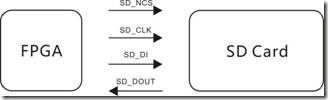 SD_NCS
SD_CLK
FPGA
SD Card
SD_DI
SD_DOUT